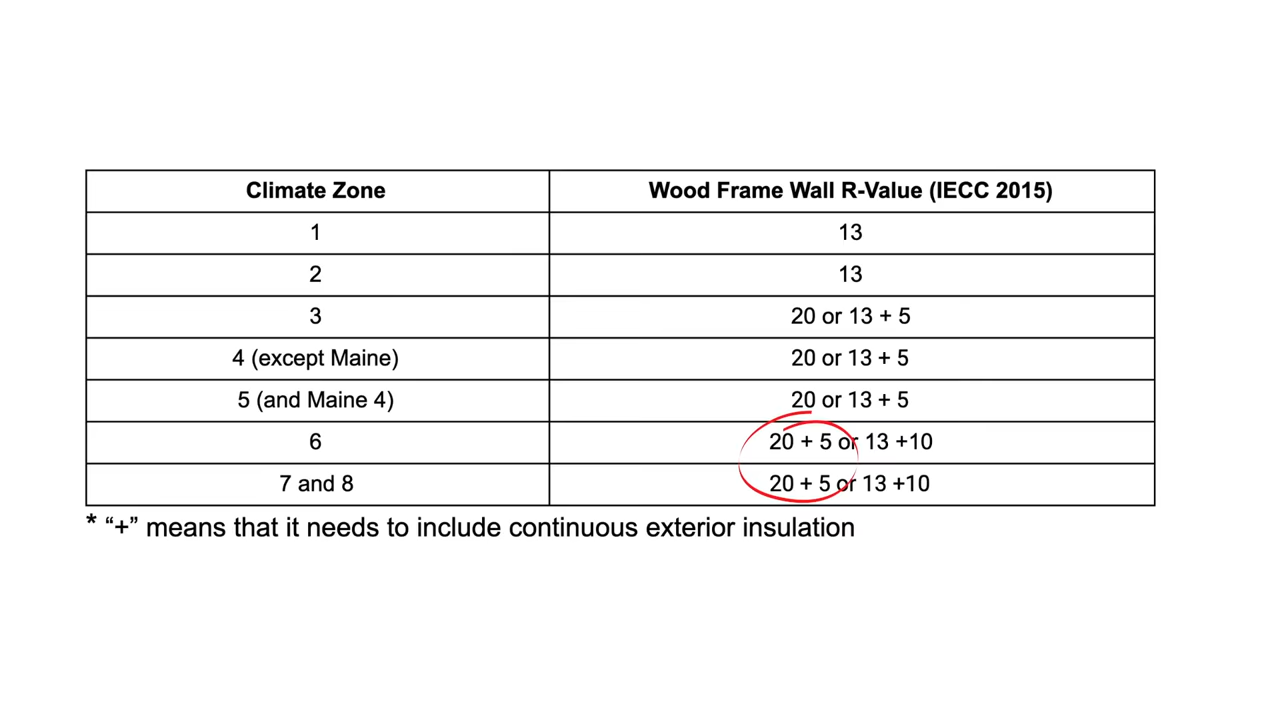 Climate Zone Wood Frame Wall R-Value (IECC 2015)
1 13
2 13
3 20 or 13 + 5
4 (except Maine) 20 or 13 + 5
5 (and Maine 4) 20 or 13 + 5
6 20 + 5 or 13 +10
7 and 8 20 + 5 or 13 +10
* “+” means that it needs to include continuous exterior insulation